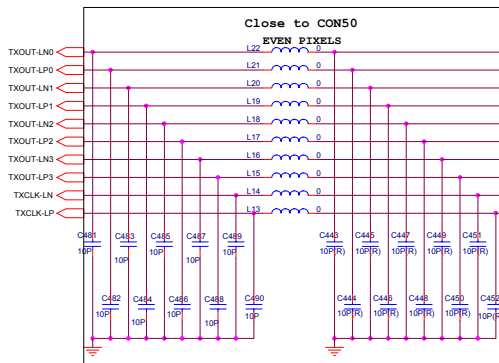 Close to CON50
EVEN PIXELS
TXOUT-LN0 L22 0
TXOUT-LP0 L21 0
TXOUT-LN1 L20 0
TXOUT-LP1 L19 0
TXOUT-LN2 L18 0
TXOUT-LP2 L17 0
TXOUT-LN3 L16 0
TXOUT-LP3 L15 0
TXCLK-LN L14 0
TXCLK-LP L13 0
C481 C483 C485 C487 C489 C443 C445 C447 C449 C451
10P 10P 10P 10P 10P 10P(R) 10P(R) 10P(R) 10P(R) 10P(R)
C482 C484 C486 C488 C490 C444 C446 C448 C450 C452
10P 10P 10P 10P 10P 10P(R) 10P(R) 10P(R) 10P(R) 10P(R)